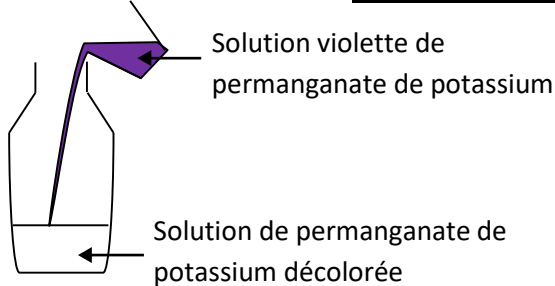 Solution violette de
permanganate de potassium
Solution de permanganate de
potassium décolorée